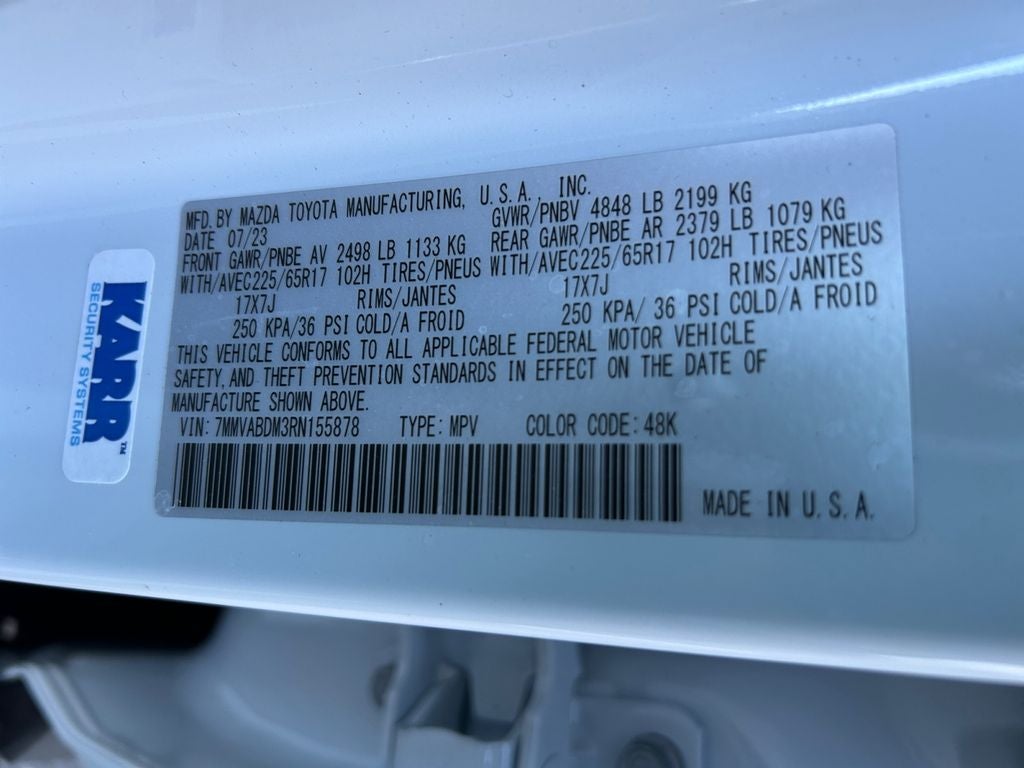 MFD. BY MAZDA TOYOTA MANUFACTURING, U.S.A., INC.
DATE 07/23 GVWR/PNBV 4848 LB 2199 KG
FRONT GAWR/PNBE AV 2498 LB 1133 KG REAR GAWR/PNBE AR 2379 LB 1079 KG
WITH/AVEC225/65R17 102H TIRES/PNEUS WITH/AVEC225/65R17 102H TIRES/PNEUS
17X7J RIMS/JANTES 17X7J RIMS/JANTES
250 KPA/36 PSI COLD/A FROID 250 KPA/ 36 PSI COLD/A FROID
THIS VEHICLE CONFORMS TO ALL APPLICABLE FEDERAL MOTOR VEHICLE
SAFETY, AND THEFT PREVENTION STANDARDS IN EFFECT ON THE DATE OF
MANUFACTURE SHOWN ABOVE.
VIN: 7MMVABDM3RN155878 TYPE: MPV COLOR CODE: 48K
MADE IN U.S.A.
KARR™
SECURITY SYSTEMS